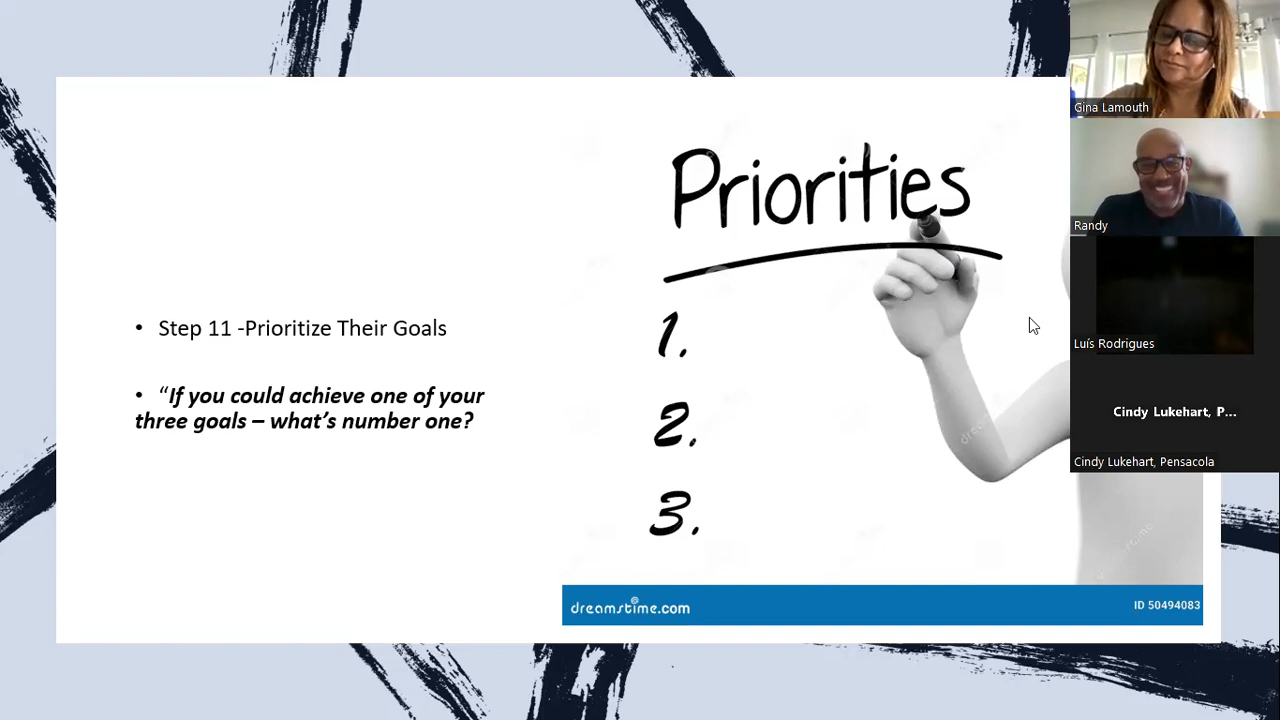 • Step 11 -Prioritize Their Goals
• “If you could achieve one of your
three goals – what’s number one?
Priorities
1.
2.
3.
dreamstime.com
ID 50494083
Gina Lamouth
Randy
Luís Rodrigues
Cindy Lukehart, P...
Cindy Lukehart, Pensacola